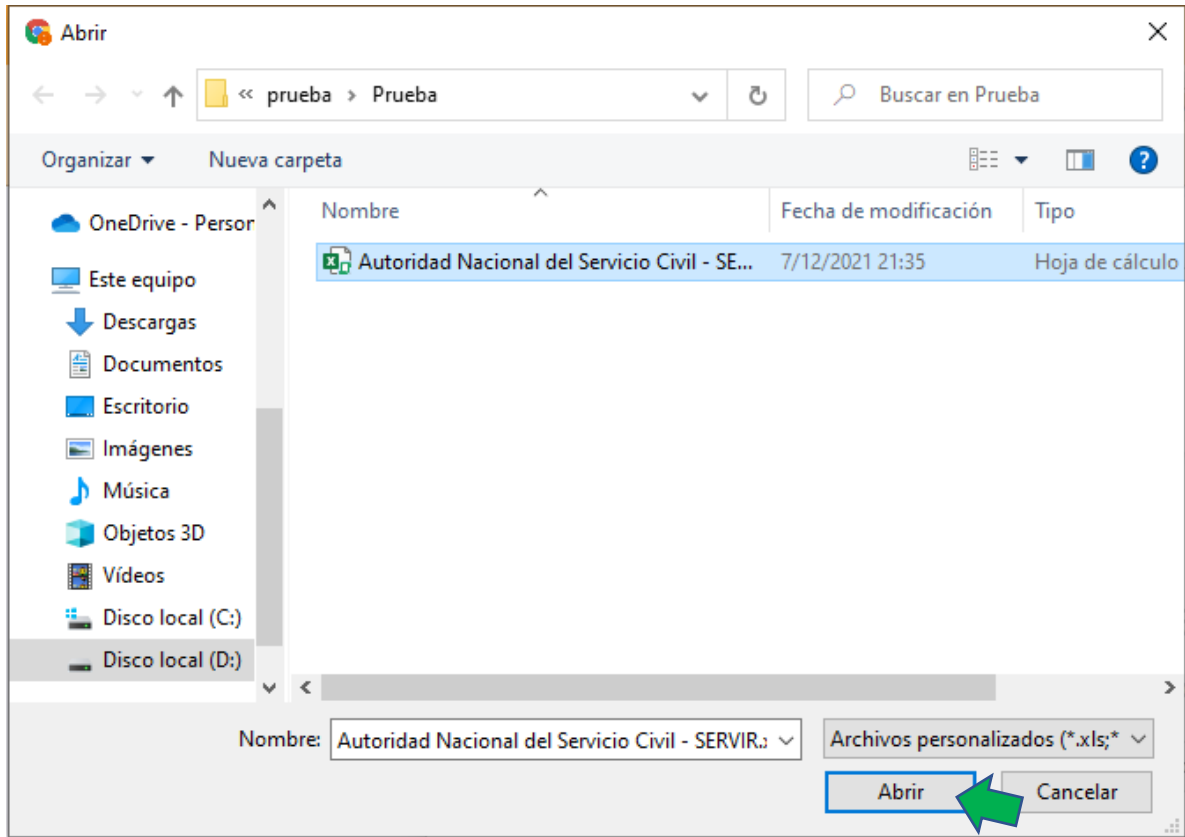 Abrir
« prueba > Prueba
Buscar en Prueba
Organizar
Nueva carpeta
Nombre
Fecha de modificación
Tipo
OneDrive - Person
Autoridad Nacional del Servicio Civil - SE...
7/12/2021 21:35
Hoja de cálculo
Este equipo
Descargas
Documentos
Escritorio
Imágenes
Música
Objetos 3D
Vídeos
Disco local (C:)
Disco local (D:)
Nombre:
Autoridad Nacional del Servicio Civil - SERVIR.x
Archivos personalizados (*.xls;*
Abrir
Cancelar